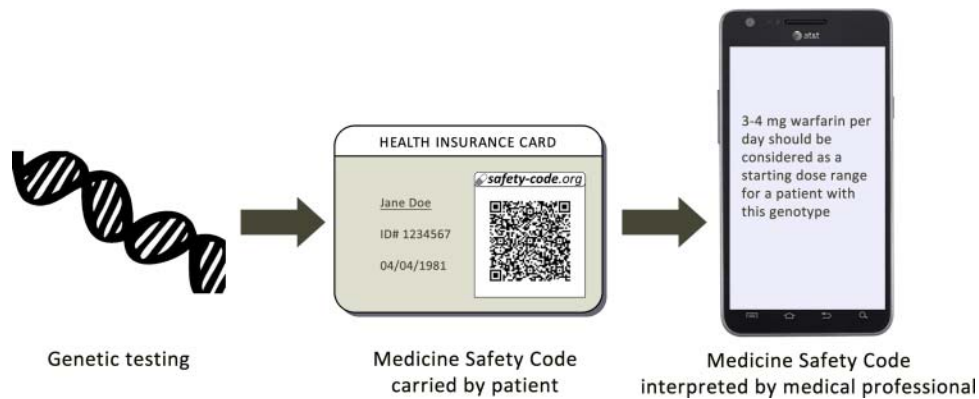 at&t
3-4 mg warfarin per
day should be
considered as a
starting dose range
for a patient with
this genotype
HEALTH INSURANCE CARD
safety-code.org
Jane Doe
ID# 1234567
04/04/1981
Genetic testing
Medicine Safety Code
carried by patient
Medicine Safety Code
interpreted by medical professional